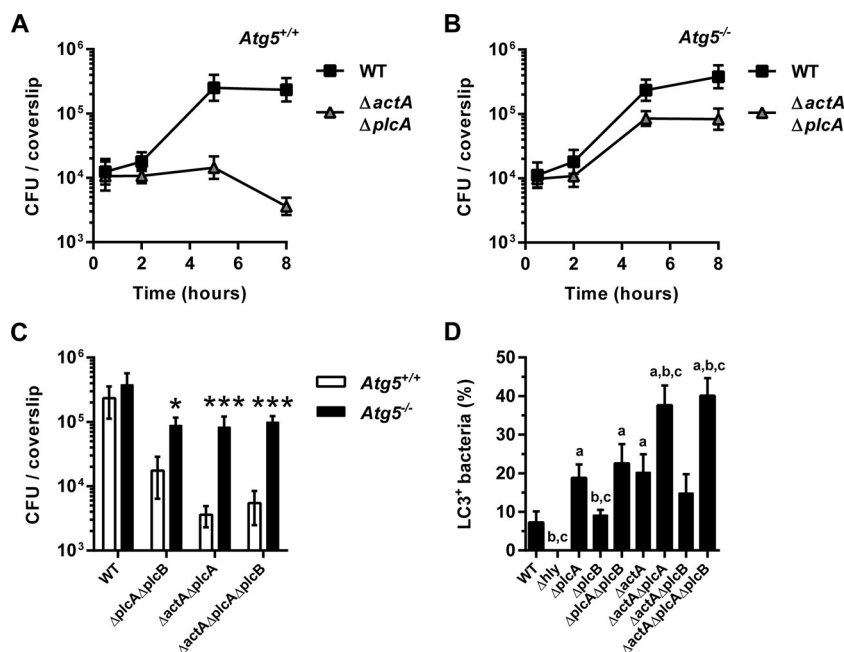 A
Atg5+/+
10^6
10^5
10^4
10^3
CFU / coverslip
0
2
4
6
8
Time (hours)
WT
ΔactA
ΔplcA
B
Atg5-/-
10^6
10^5
10^4
10^3
CFU / coverslip
0
2
4
6
8
Time (hours)
WT
ΔactA
ΔplcA
C
10^6
10^5
10^4
10^3
CFU / coverslip
*
***
***
Atg5+/+
Atg5-/-
WT
ΔplcAΔplcB
ΔactAΔplcA
ΔactAΔplcAΔplcB
D
50
40
30
20
10
0
LC3+ bacteria (%)
b,c
a
b,c
a
a
a,b,c
a,b,c
WT
Δhly
ΔplcA
ΔplcB
ΔplcAΔplcB
ΔactA
ΔactAΔplcA
ΔactAΔplcB
ΔactAΔplcAΔplcB